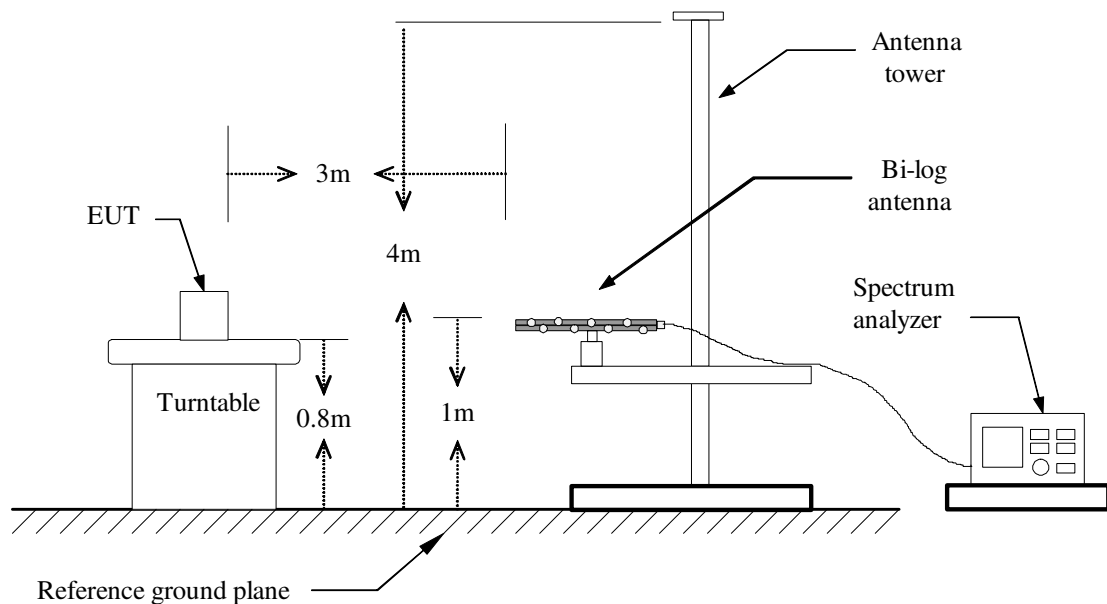 Antenna
tower
3m
Bi-log
antenna
EUT
4m
Spectrum
analyzer
Turntable
0.8m
1m
Reference ground plane